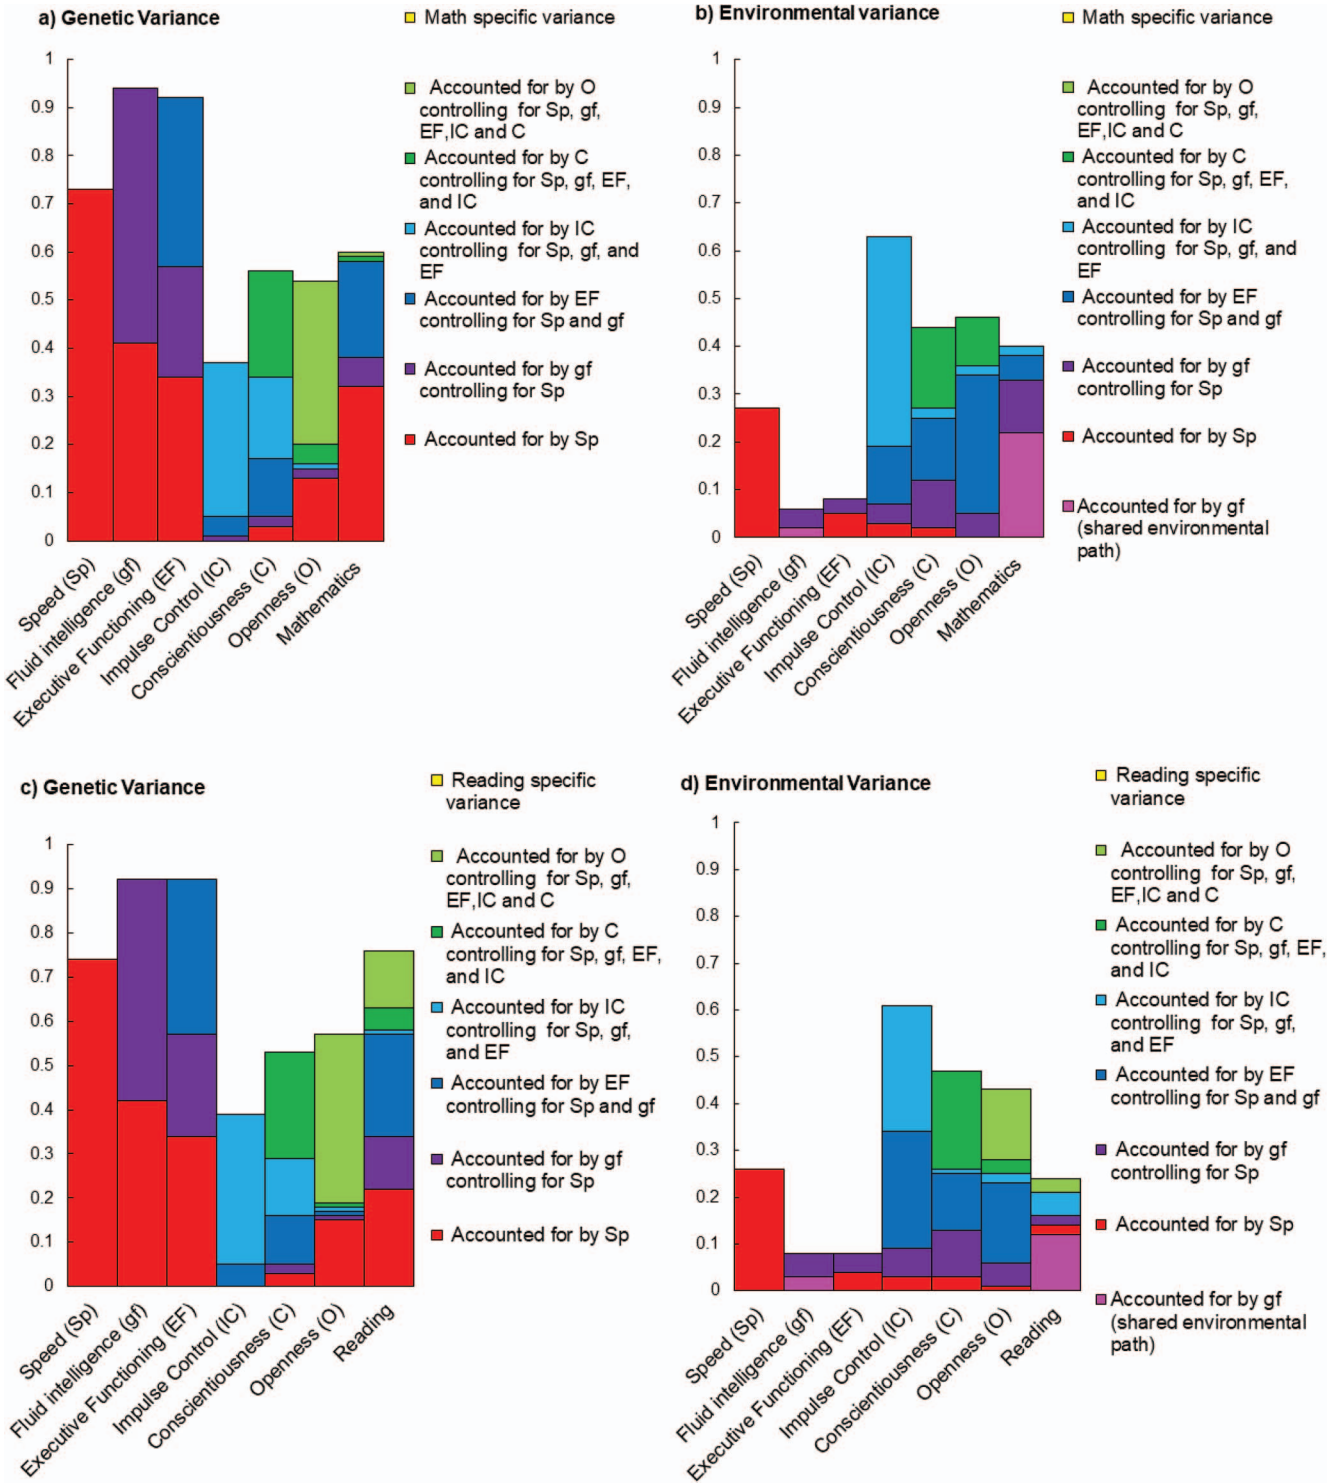 a) Genetic Variance
Math specific variance
1
0.9
0.8
0.7
0.6
0.5
0.4
0.3
0.2
0.1
0
Accounted for by O
controlling for Sp, gf,
EF,IC and C
Accounted for by C
controlling for Sp, gf, EF,
and IC
Accounted for by IC
controlling for Sp, gf, and
EF
Accounted for by EF
controlling for Sp and gf
Accounted for by gf
controlling for Sp
Accounted for by Sp
Speed (Sp)
Fluid intelligence (gf)
Executive Functioning (EF)
Impulse Control (IC)
Conscientiousness (C)
Openness (O)
Mathematics
b) Environmental variance
Math specific variance
1
0.9
0.8
0.7
0.6
0.5
0.4
0.3
0.2
0.1
0
Accounted for by O
controlling for Sp, gf,
EF,IC and C
Accounted for by C
controlling for Sp, gf, EF,
and IC
Accounted for by IC
controlling for Sp, gf, and
EF
Accounted for by EF
controlling for Sp and gf
Accounted for by gf
controlling for Sp
Accounted for by Sp
Accounted for by gf
(shared environmental
path)
Speed (Sp)
Fluid intelligence (gf)
Executive Functioning (EF)
Impulse Control (IC)
Conscientiousness (C)
Openness (O)
Mathematics
c) Genetic Variance
Reading specific
variance
1
0.9
0.8
0.7
0.6
0.5
0.4
0.3
0.2
0.1
0
Accounted for by O
controlling for Sp, gf,
EF,IC and C
Accounted for by C
controlling for Sp, gf, EF,
and IC
Accounted for by IC
controlling for Sp, gf,
and EF
Accounted for by EF
controlling for Sp and gf
Accounted for by gf
controlling for Sp
Accounted for by Sp
Speed (Sp)
Fluid intelligence (gf)
Executive Functioning (EF)
Impulse Control (IC)
Conscientiousness (C)
Openness (O)
Reading
d) Environmental Variance
Reading specific
variance
1
0.9
0.8
0.7
0.6
0.5
0.4
0.3
0.2
0.1
0
Accounted for by O
controlling for Sp, gf,
EF,IC and C
Accounted for by C
controlling for Sp, gf, EF,
and IC
Accounted for by IC
controlling for Sp, gf,
and EF
Accounted for by EF
controlling for Sp and gf
Accounted for by gf
controlling for Sp
Accounted for by Sp
Accounted for by gf
(shared environmental
path)
Speed (Sp)
Fluid intelligence (gf)
Executive Functioning (EF)
Impulse Control (IC)
Conscientiousness (C)
Openness (O)
Reading